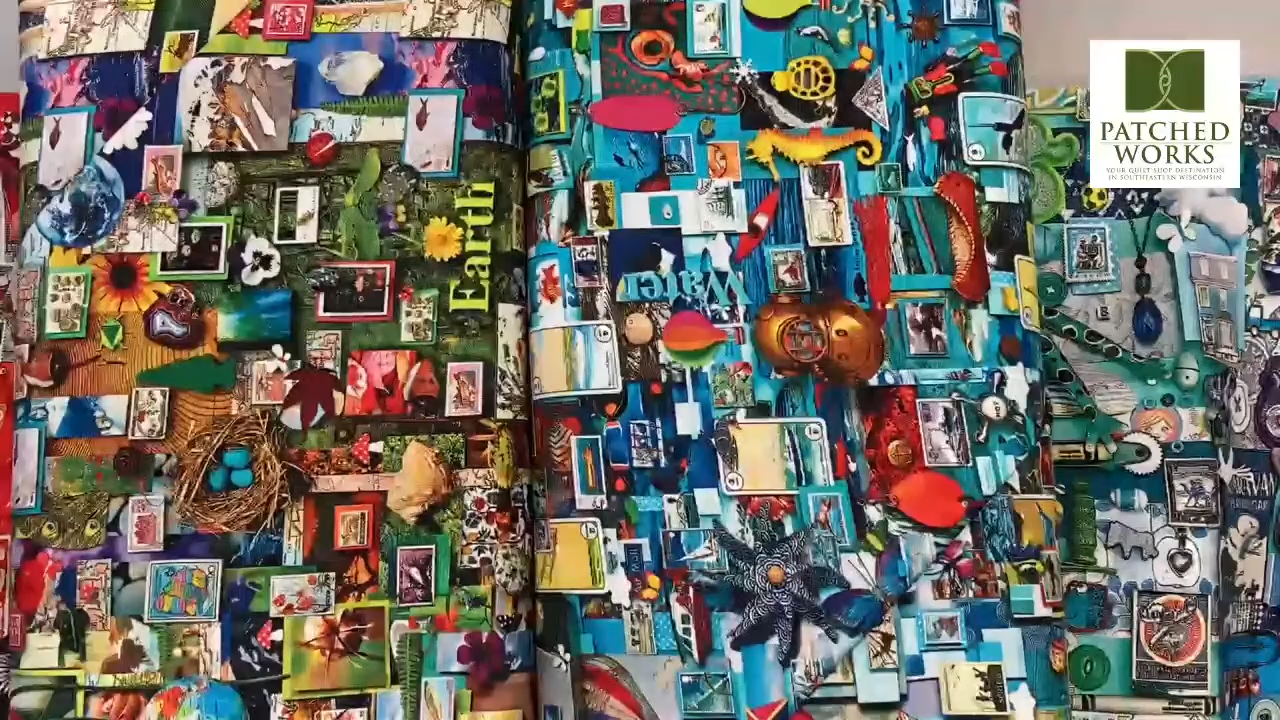 PATCHED
WORKS
YOUR QUILT SHOP DESTINATION
IN SOUTHEASTERN WISCONSIN
Earth
Water